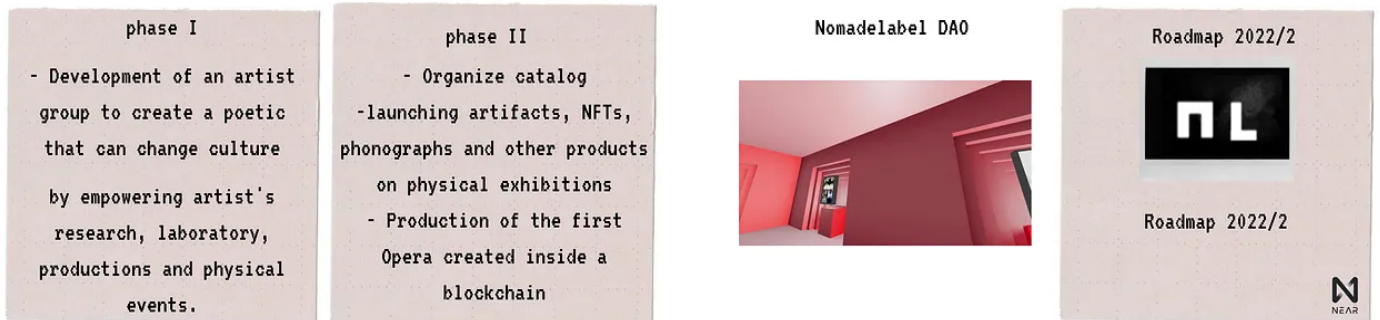 phase I
- Development of an artist
group to create a poetic
that can change culture
by empowering artist's
research, laboratory,
productions and physical
events.
phase II
- Organize catalog
-launching artifacts, NFTs,
phonographs and other products
on physical exhibitions
- Production of the first
Opera created inside a
blockchain
Nomadelabel DAO
Roadmap 2022/2
nL
Roadmap 2022/2
N
NEAR